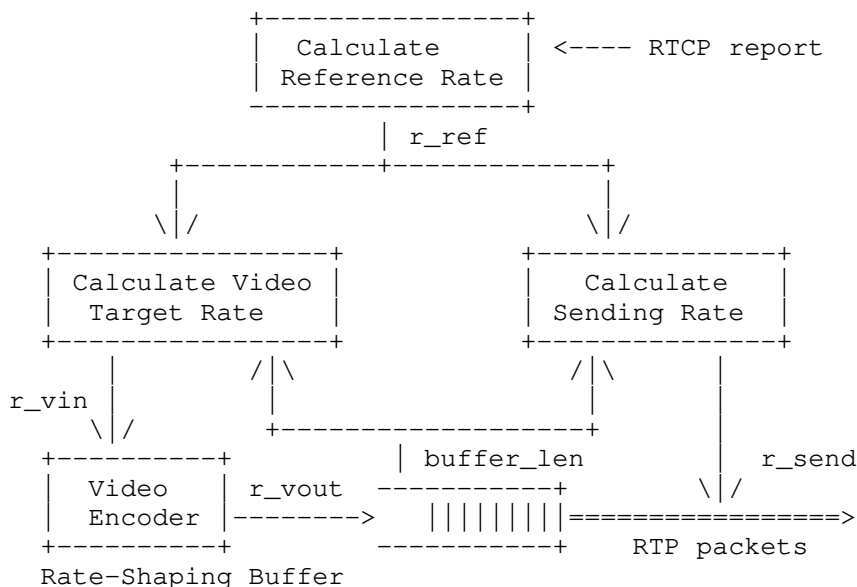 Calculate <---- RTCP report
Reference Rate
r_ref
Calculate Video Calculate
Target Rate Sending Rate
r_vin
buffer_len r_send
Video r_vout
Encoder
RTP packets
Rate-Shaping Buffer